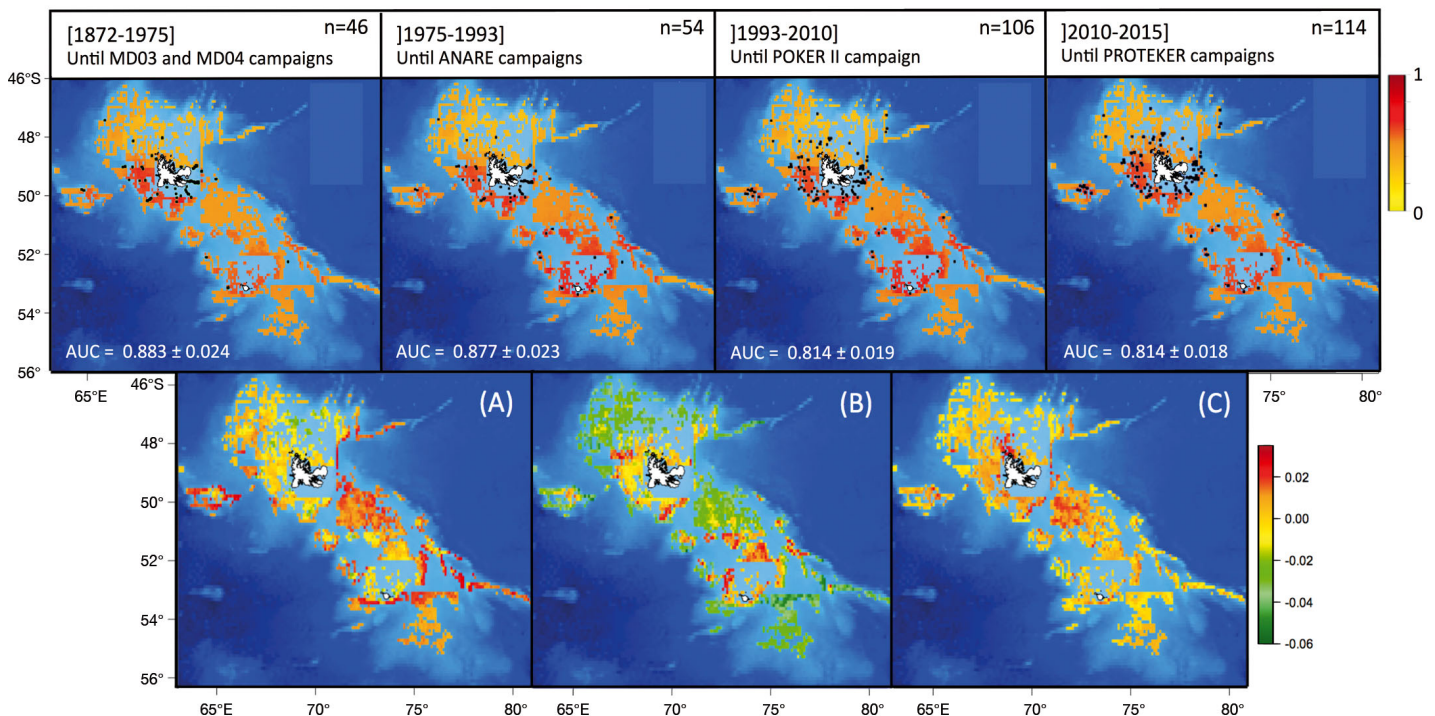 [1872-1975] n=46
Until MD03 and MD04 campaigns
]1975-1993] n=54
Until ANARE campaigns
]1993-2010] n=106
Until POKER II campaign
]2010-2015] n=114
Until PROTEKER campaigns
46°S
48°
50°
52°
54°
56°
AUC = 0.883 ± 0.024
AUC = 0.877 ± 0.023
AUC = 0.814 ± 0.019
AUC = 0.814 ± 0.018
1
0
65°E
75°
80°
46°S
48°
50°
52°
54°
56°
(A)
(B)
(C)
0.02
0.00
-0.02
-0.04
-0.06
65°E 70° 75° 80°
65°E 70° 75° 80°
65°E 70° 75° 80°